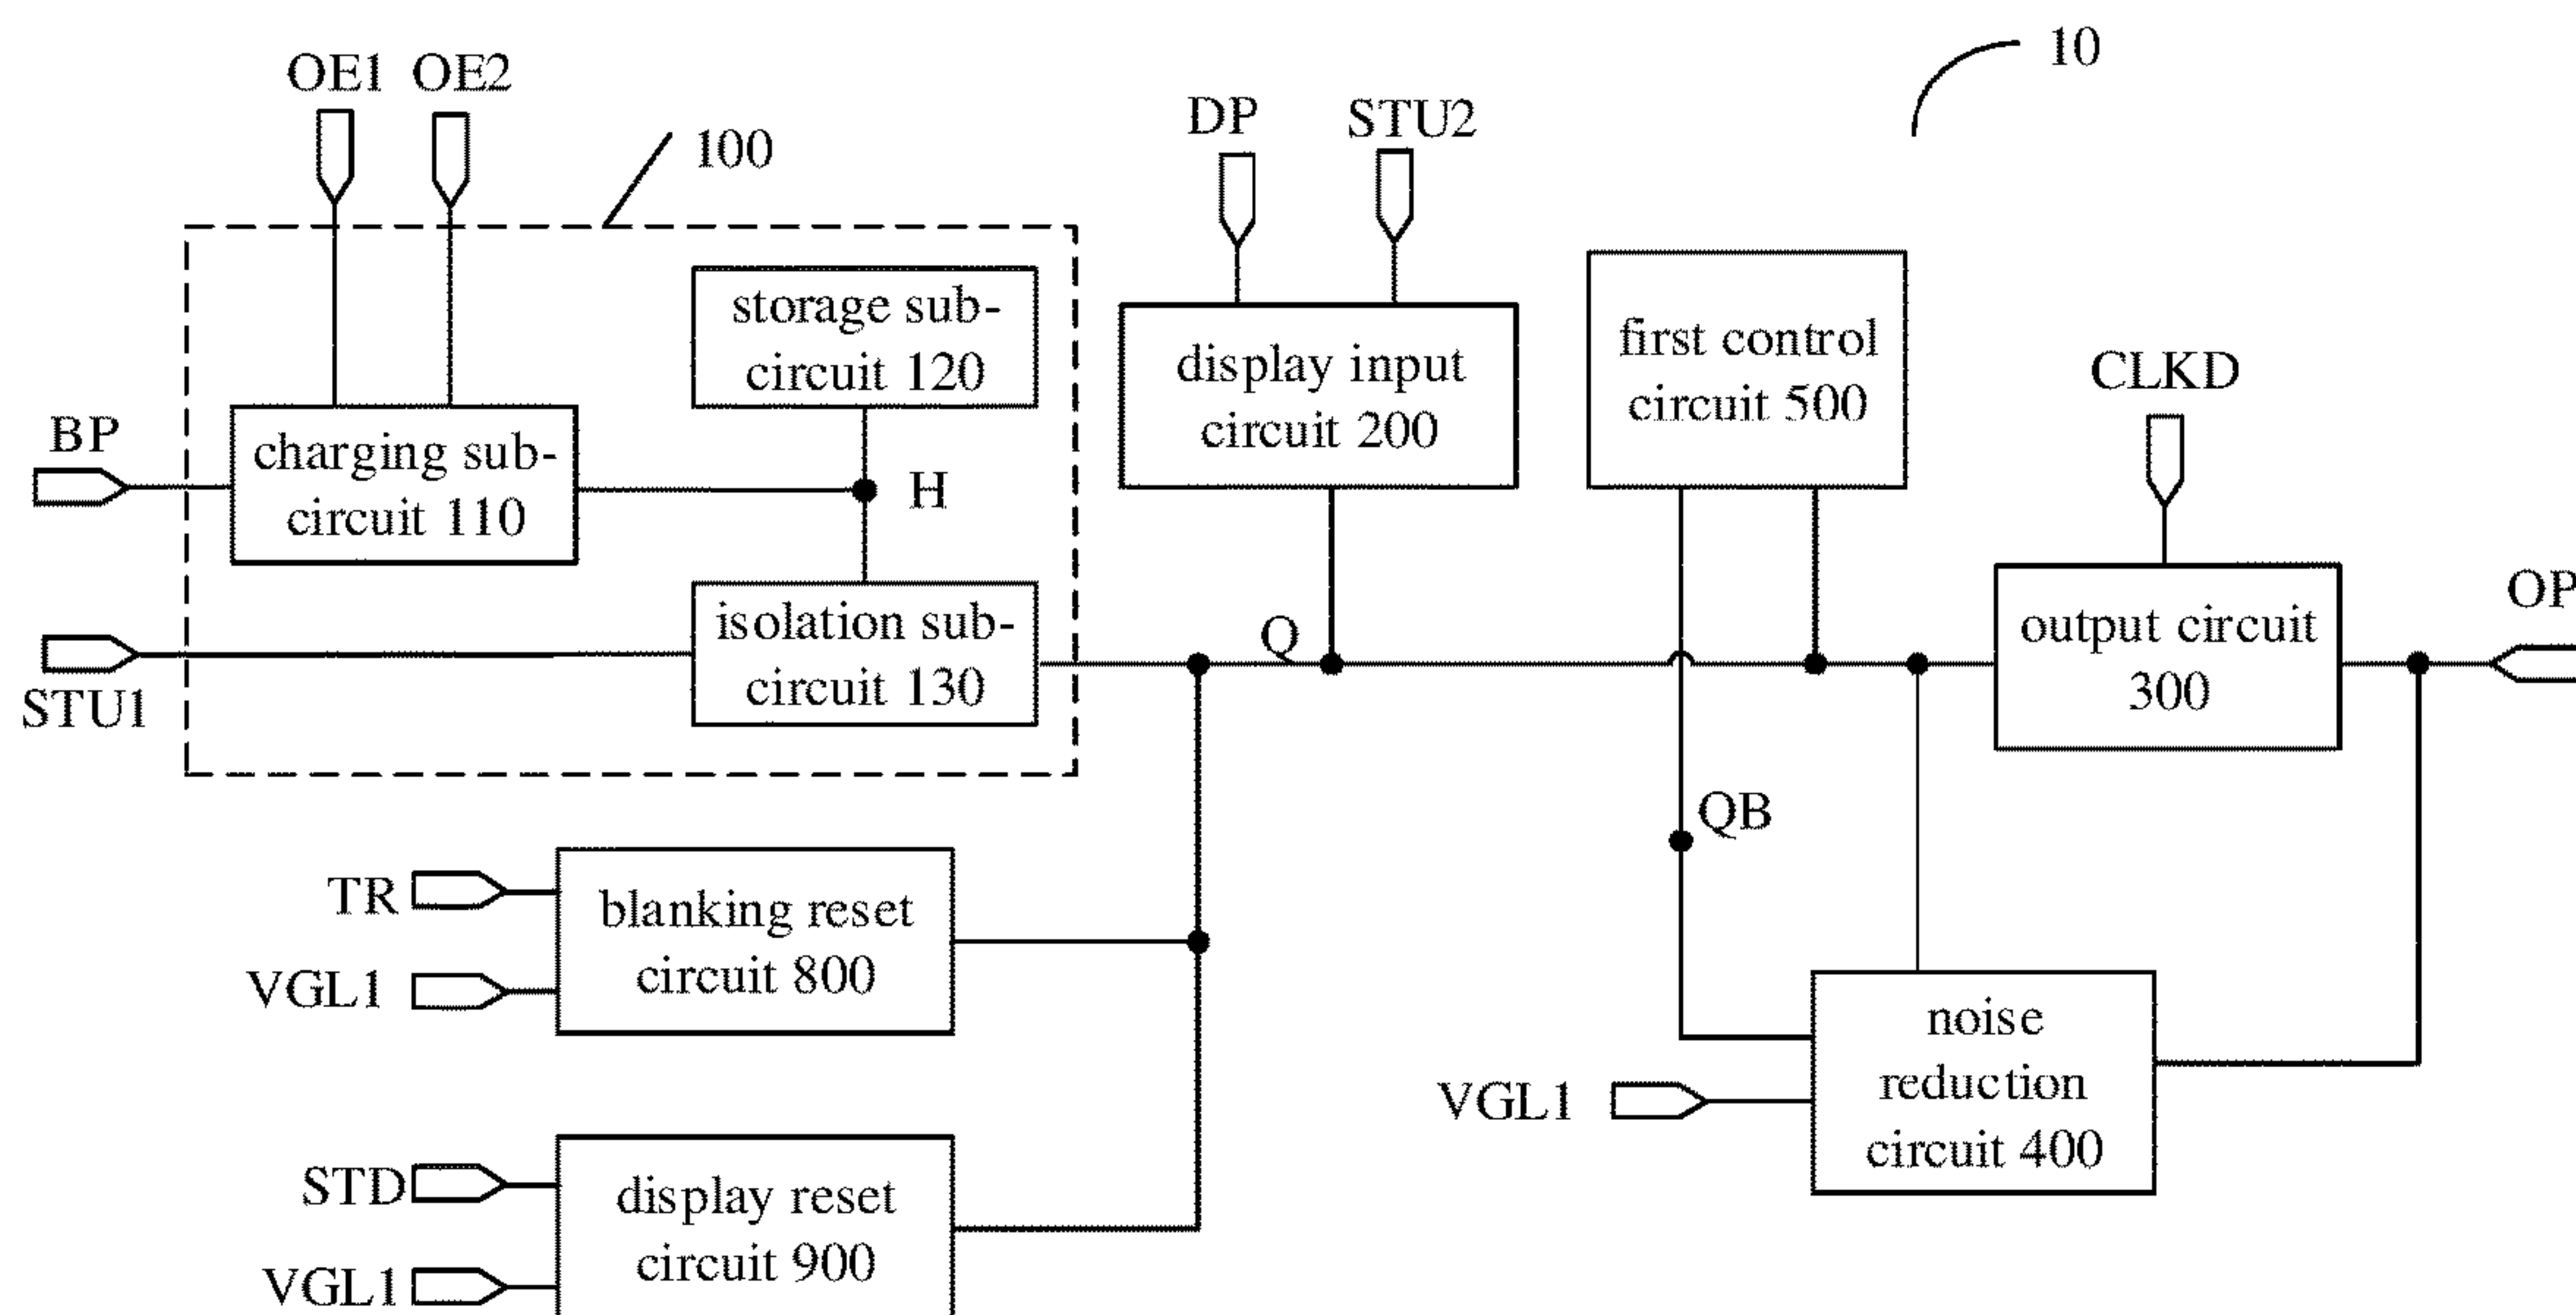 10
OE1 OE2
100
DP STU2
storage sub-
circuit 120
first control
circuit 500
display input
circuit 200
CLKD
BP
charging sub-
circuit 110
H
OP
isolation sub-
circuit 130
Q
output circuit
300
STU1
QB
TR
blanking reset
circuit 800
VGL1
noise
reduction
circuit 400
VGL1
STD
display reset
circuit 900
VGL1